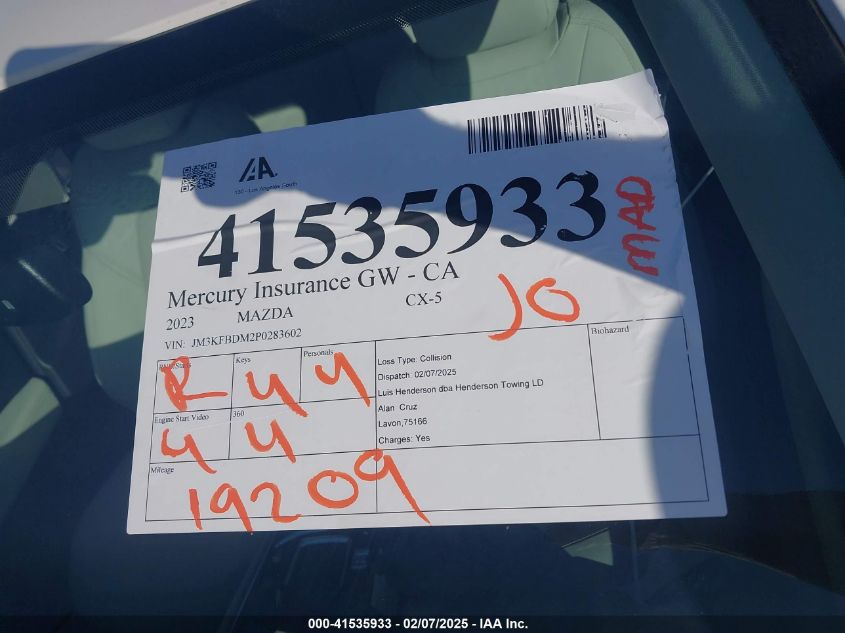 IAA.
130 - Los Angeles South
41535933
MAD
Mercury Insurance GW - CA
2023 MAZDA CX-5
JO
VIN: JM3KFBDM2P0283602
R
Keys
Y
Personals
Y
Loss Type: Collision
Dispatch: 02/07/2025
Luis Henderson dba Henderson Towing LD
Alan Cruz
Lavon,75166
Charges: Yes
Biohazard
Engine Start Video
Y
360
Y
Mileage
19209
000-41535933 - 02/07/2025 - IAA Inc.